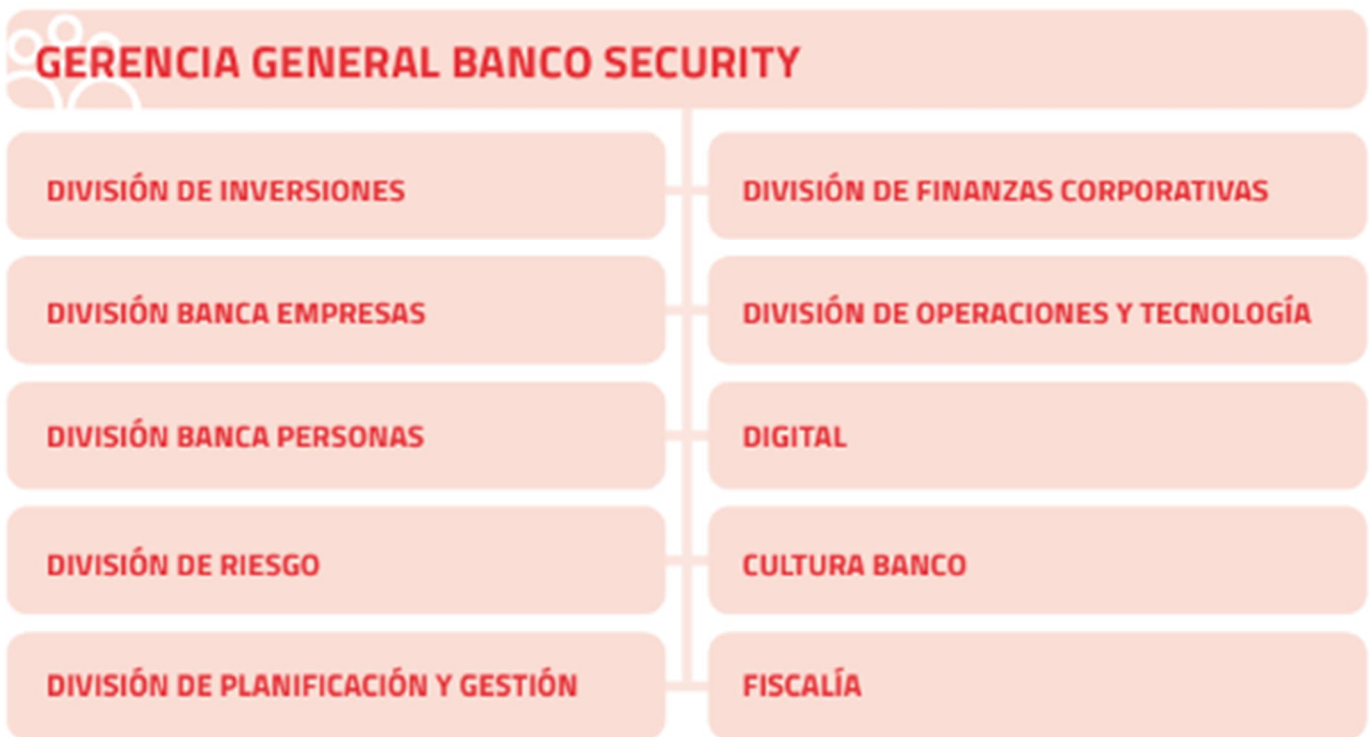 GERENCIA GENERAL BANCO SECURITY
DIVISIÓN DE INVERSIONES
DIVISIÓN DE FINANZAS CORPORATIVAS
DIVISIÓN BANCA EMPRESAS
DIVISIÓN DE OPERACIONES Y TECNOLOGÍA
DIVISIÓN BANCA PERSONAS
DIGITAL
DIVISIÓN DE RIESGO
CULTURA BANCO
DIVISIÓN DE PLANIFICACIÓN Y GESTIÓN
FISCALÍA